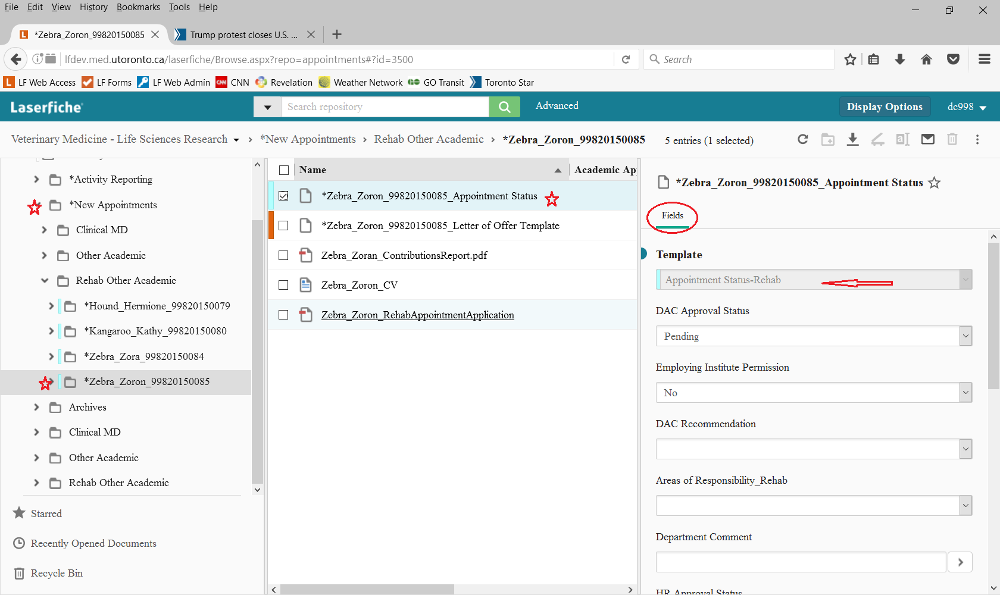 File Edit View History Bookmarks Tools Help
*Zebra_Zoron_99820150085
Trump protest closes U.S. ...
lfdev.med.utoronto.ca/laserfiche/Browse.aspx?repo=appointments#?id=3500
Search
LF Web Access LF Forms LF Web Admin CNN Revelation Weather Network GO Transit Toronto Star
Laserfiche
Search repository
Advanced
Display Options
dc998
Veterinary Medicine - Life Sciences Research › *New Appointments › Rehab Other Academic › *Zebra_Zoron_99820150085
5 entries (1 selected)
*Activity Reporting
*New Appointments
Clinical MD
Other Academic
Rehab Other Academic
*Hound_Hermione_99820150079
*Kangaroo_Kathy_99820150080
*Zebra_Zora_99820150084
*Zebra_Zoron_99820150085
Archives
Clinical MD
Other Academic
Rehab Other Academic
Starred
Recently Opened Documents
Recycle Bin
Name
Academic Ap
*Zebra_Zoron_99820150085_Appointment Status
*Zebra_Zoron_99820150085_Letter of Offer Template
Zebra_Zoran_ContributionsReport.pdf
Zebra_Zoron_CV
Zebra_Zoron_RehabAppointmentApplication
*Zebra_Zoron_99820150085_Appointment Status
Fields
Template
Appointment Status-Rehab
DAC Approval Status
Pending
Employing Institute Permission
No
DAC Recommendation
Areas of Responsibility_Rehab
Department Comment
HR Approval Status